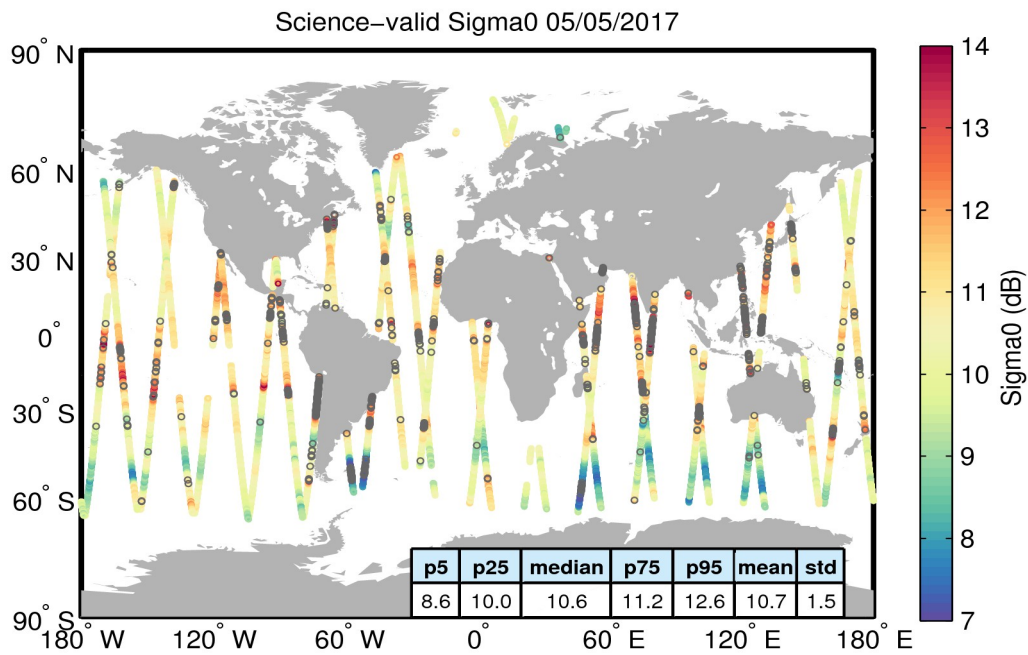 Science−valid Sigma0 05/05/2017
90° N
60° N
30° N
0°
30° S
60° S
90° S
180° W
120° W
60° W
0°
60° E
120° E
180° E
p5 p25 median p75 p95 mean std
8.6 10.0 10.6 11.2 12.6 10.7 1.5
14
13
12
11
10
9
8
7
Sigma0 (dB)